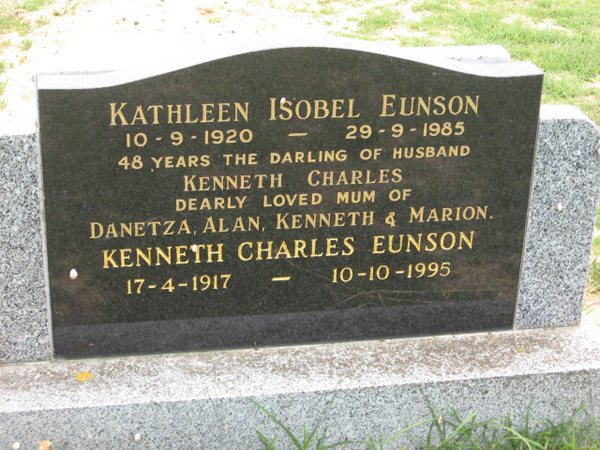 KATHLEEN ISOBEL EUNSON
10-9-1920 — 29-9-1985
48 YEARS THE DARLING OF HUSBAND
KENNETH CHARLES
DEARLY LOVED MUM OF
DANETZA, ALAN, KENNETH & MARION.
KENNETH CHARLES EUNSON
17-4-1917 — 10-10-1995